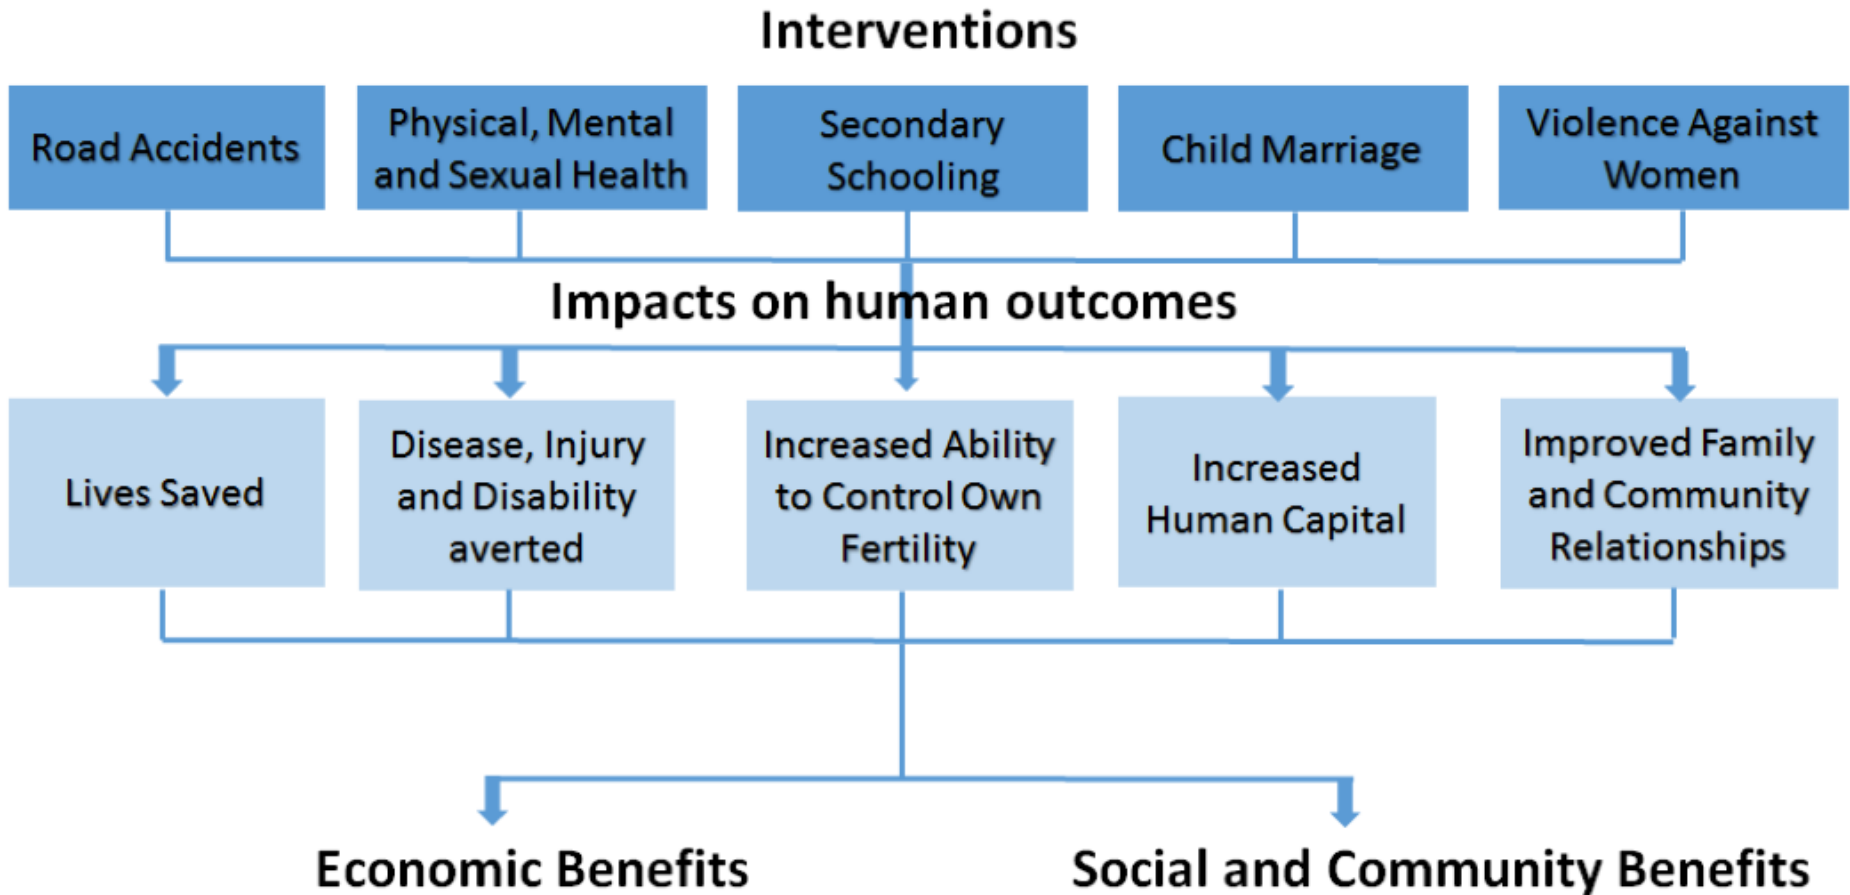 Interventions
Road Accidents
Physical, Mental
and Sexual Health
Secondary
Schooling
Child Marriage
Violence Against
Women
Impacts on human outcomes
Lives Saved
Disease, Injury
and Disability
averted
Increased Ability
to Control Own
Fertility
Increased
Human Capital
Improved Family
and Community
Relationships
Economic Benefits
Social and Community Benefits